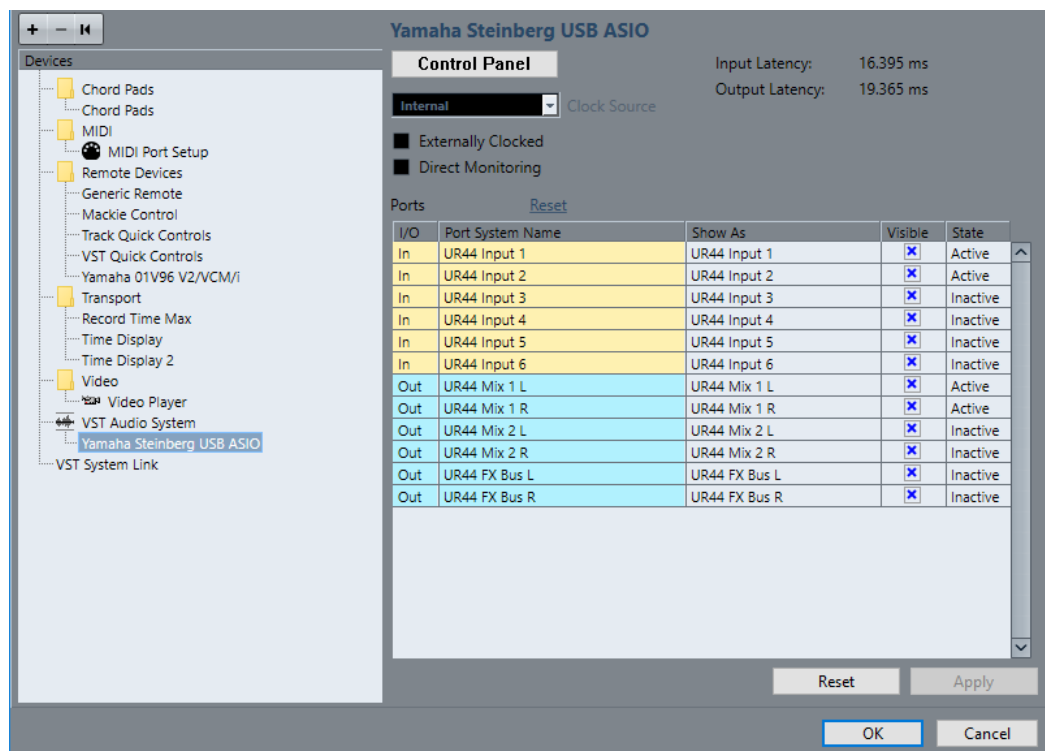 Yamaha Steinberg USB ASIO
Devices
Control Panel
Input Latency: 16.395 ms
Output Latency: 19.365 ms
Internal Clock Source
Externally Clocked
Direct Monitoring
Chord Pads
Chord Pads
MIDI
MIDI Port Setup
Remote Devices
Generic Remote
Mackie Control
Track Quick Controls
VST Quick Controls
Yamaha 01V96 V2/VCM/i
Transport
Record Time Max
Time Display
Time Display 2
Video
Video Player
VST Audio System
Yamaha Steinberg USB ASIO
VST System Link
Ports Reset
I/O Port System Name Show As Visible State
In UR44 Input 1 UR44 Input 1 Active
In UR44 Input 2 UR44 Input 2 Active
In UR44 Input 3 UR44 Input 3 Inactive
In UR44 Input 4 UR44 Input 4 Inactive
In UR44 Input 5 UR44 Input 5 Inactive
In UR44 Input 6 UR44 Input 6 Inactive
Out UR44 Mix 1 L UR44 Mix 1 L Active
Out UR44 Mix 1 R UR44 Mix 1 R Active
Out UR44 Mix 2 L UR44 Mix 2 L Inactive
Out UR44 Mix 2 R UR44 Mix 2 R Inactive
Out UR44 FX Bus L UR44 FX Bus L Inactive
Out UR44 FX Bus R UR44 FX Bus R Inactive
Reset Apply
OK Cancel